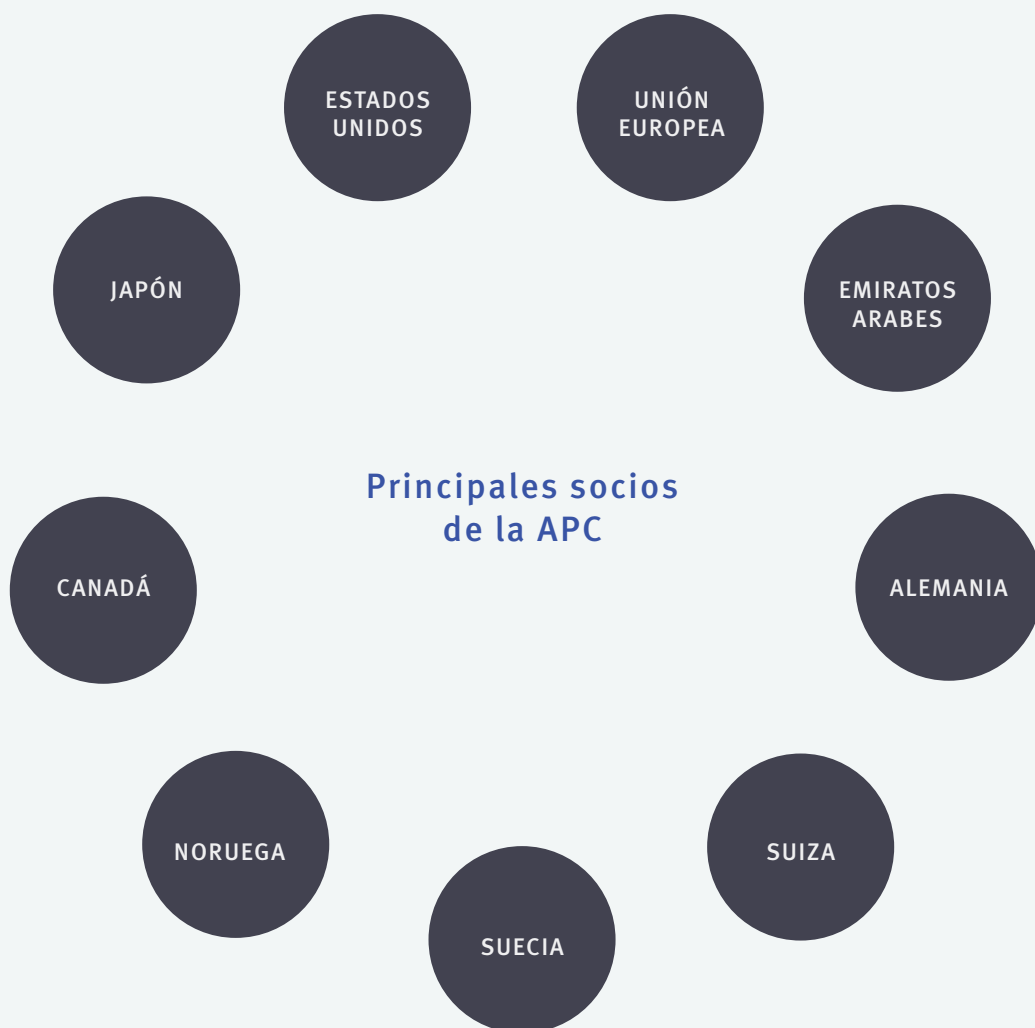 ESTADOS
UNIDOS
UNIÓN
EUROPEA
JAPÓN
EMIRATOS
ARABES
Principales socios
de la APC
CANADÁ
ALEMANIA
NORUEGA
SUIZA
SUECIA